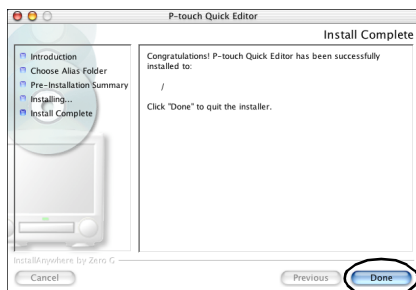 P-touch Quick Editor
Install Complete
Introduction
Choose Alias Folder
Pre-Installation Summary
Installing...
Install Complete
Congratulations! P-touch Quick Editor has been successfully
installed to:
/
Click "Done" to quit the installer.
InstallAnywhere by Zero G
Cancel
Previous
Done